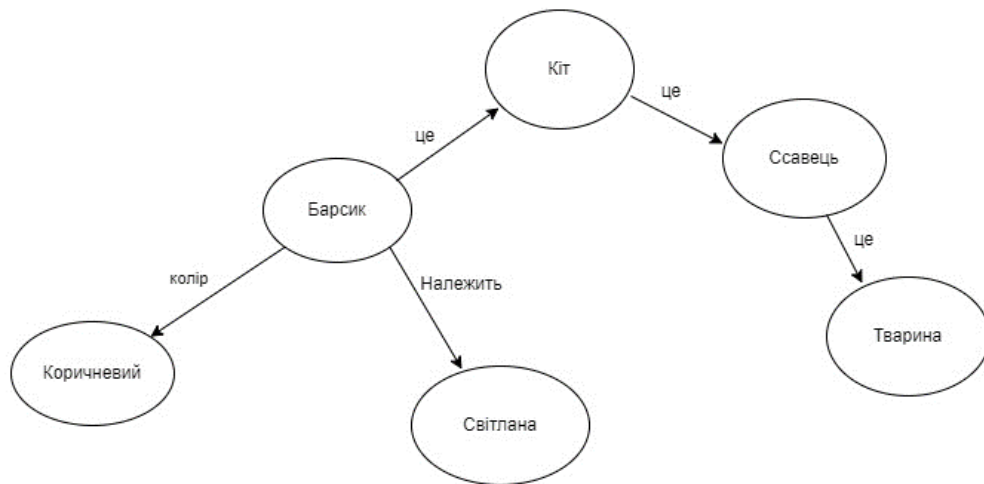 Кіт
це
це
Ссавець
Барсик
це
колір
Належить
Тварина
Коричневий
Світлана